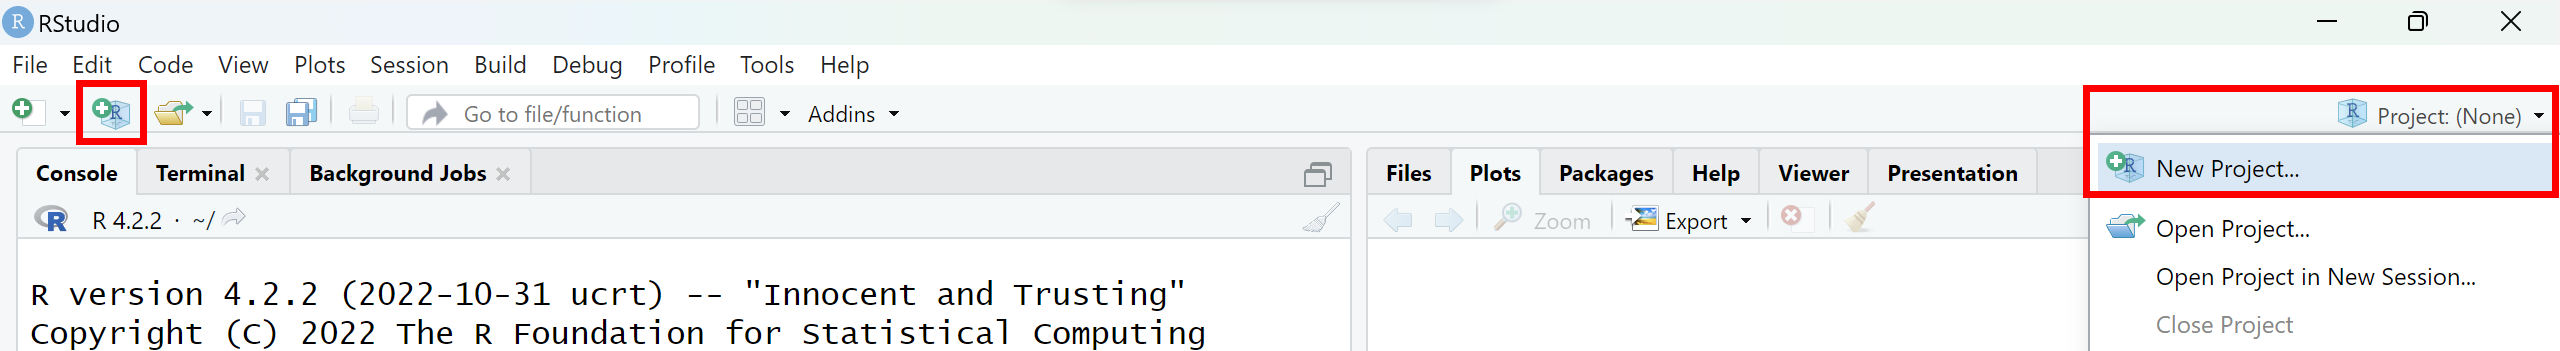 R RStudio
File Edit Code View Plots Session Build Debug Profile Tools Help
R Go to file/function Addins R Project: (None)
Console Terminal Background Jobs Files Plots Packages Help Viewer Presentation
R New Project...
R R 4.2.2 · ~/ Zoom Export
Open Project...
Open Project in New Session...
R version 4.2.2 (2022-10-31 ucrt) -- "Innocent and Trusting"
Close Project
Copyright (C) 2022 The R Foundation for Statistical Computing